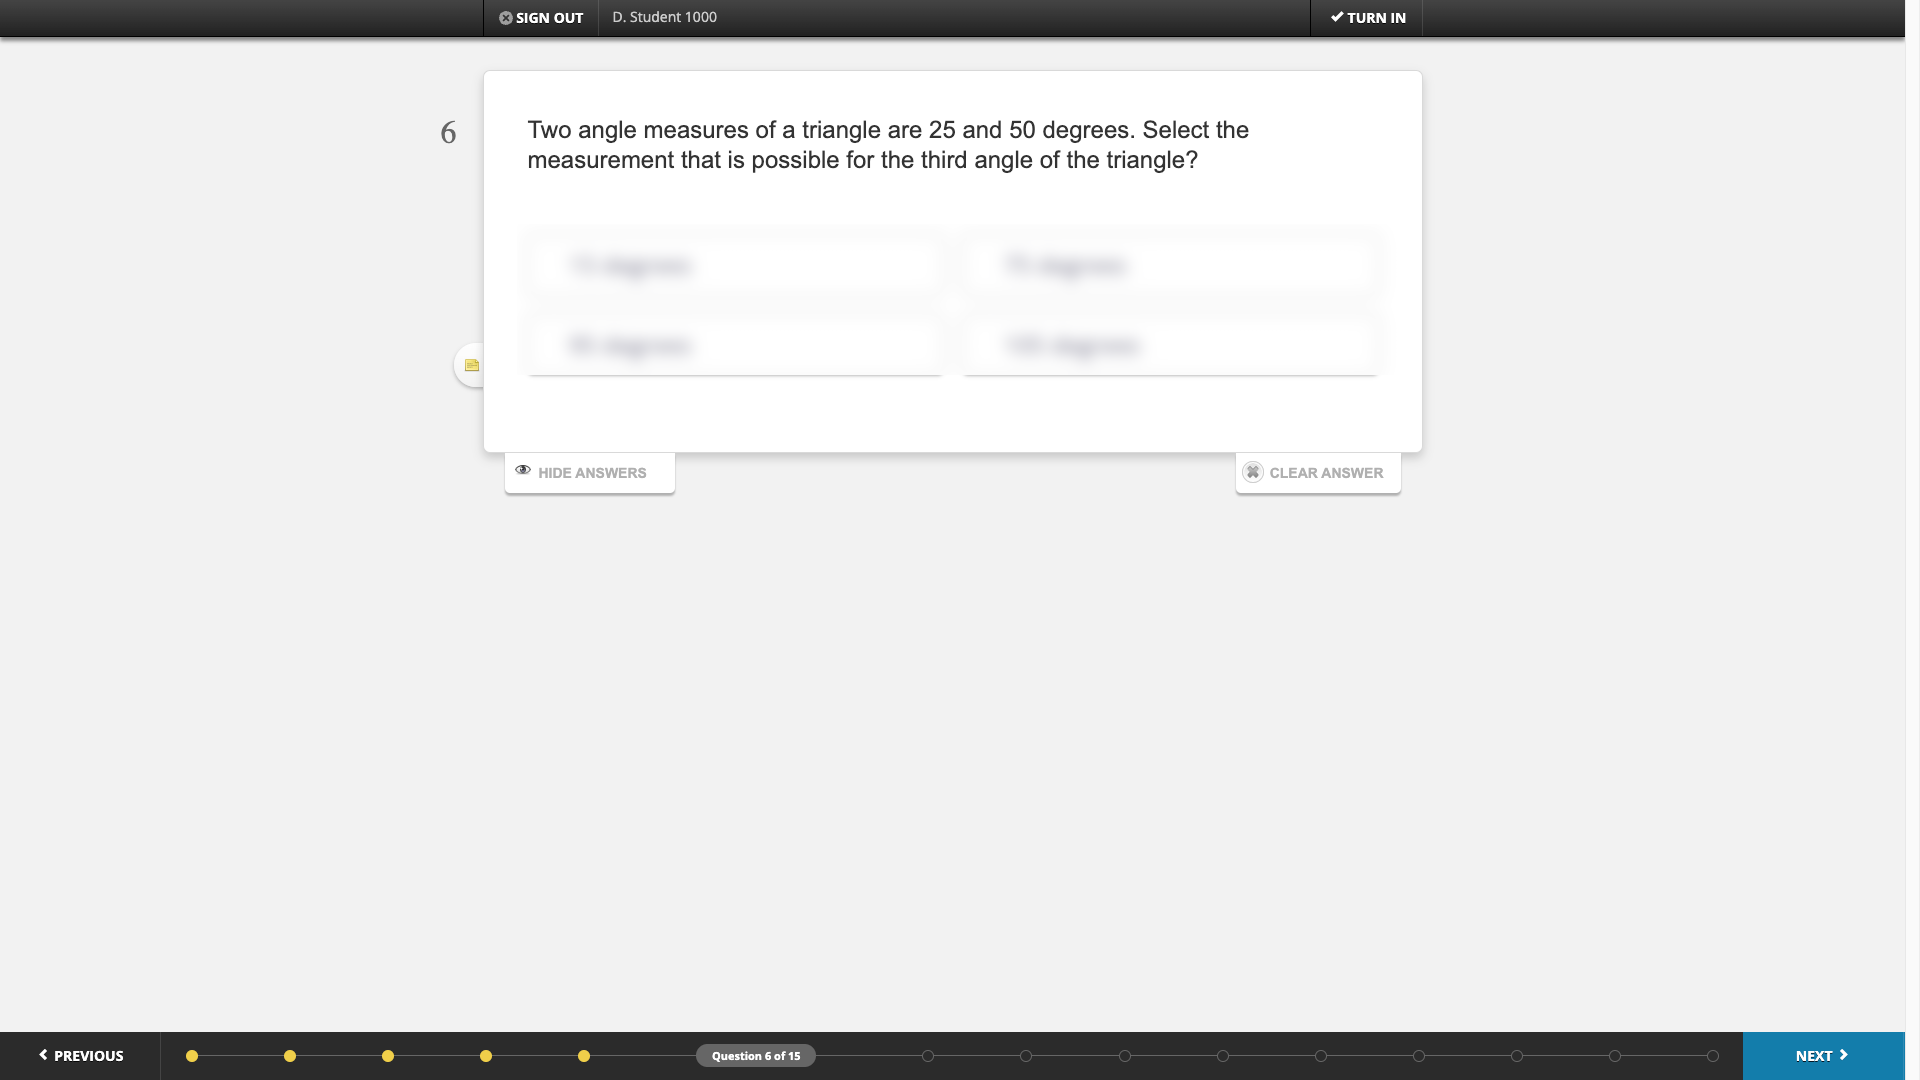 SIGN OUT
D. Student 1000
TURN IN
6
Two angle measures of a triangle are 25 and 50 degrees. Select the
measurement that is possible for the third angle of the triangle?
HIDE ANSWERS
CLEAR ANSWER
PREVIOUS
Question 6 of 15
NEXT